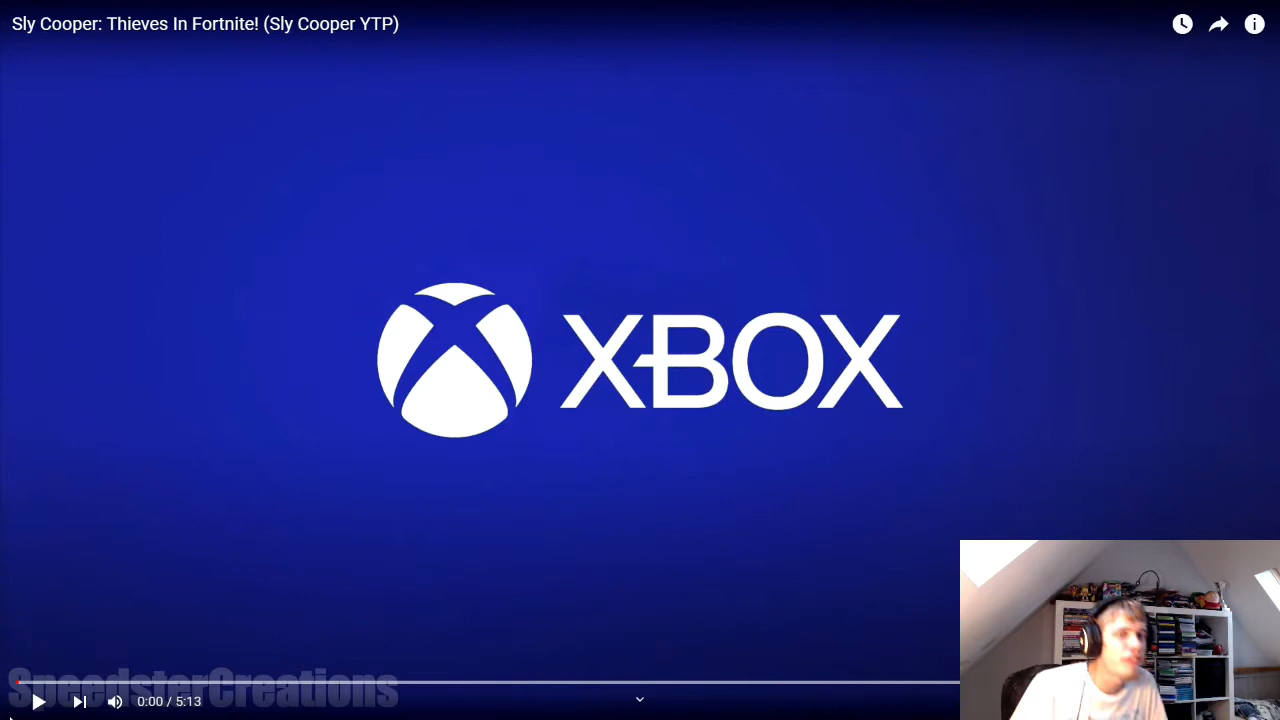 Sly Cooper: Thieves In Fortnite! (Sly Cooper YTP)
XBOX
SpeedsterCreations
0:00 / 5:13